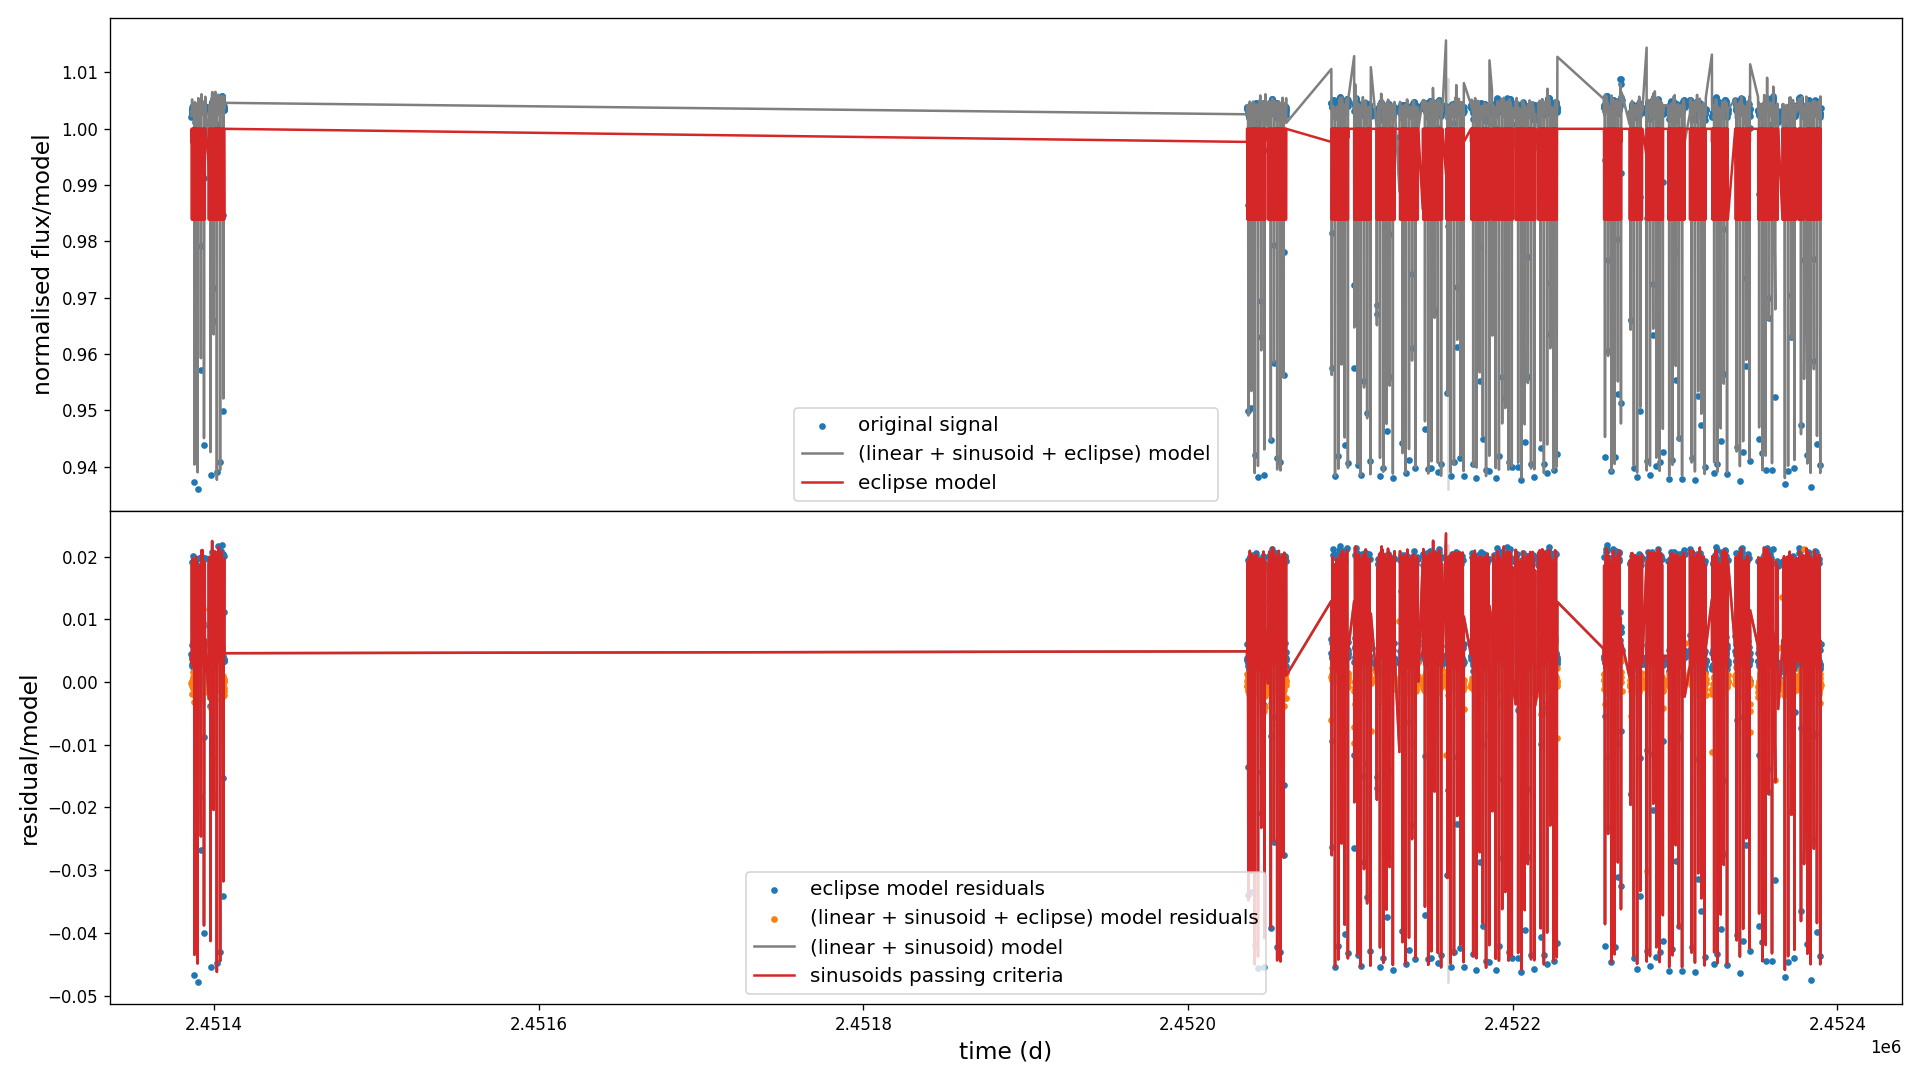 1.01
1.00
0.99
0.98
0.97
0.96
0.95
0.94
normalised flux/model
original signal
(linear + sinusoid + eclipse) model
eclipse model
0.02
0.01
0.00
−0.01
−0.02
−0.03
−0.04
−0.05
residual/model
eclipse model residuals
(linear + sinusoid + eclipse) model residuals
(linear + sinusoid) model
sinusoids passing criteria
2.4514 2.4516 2.4518 2.4520 2.4522 2.4524
1e6
time (d)